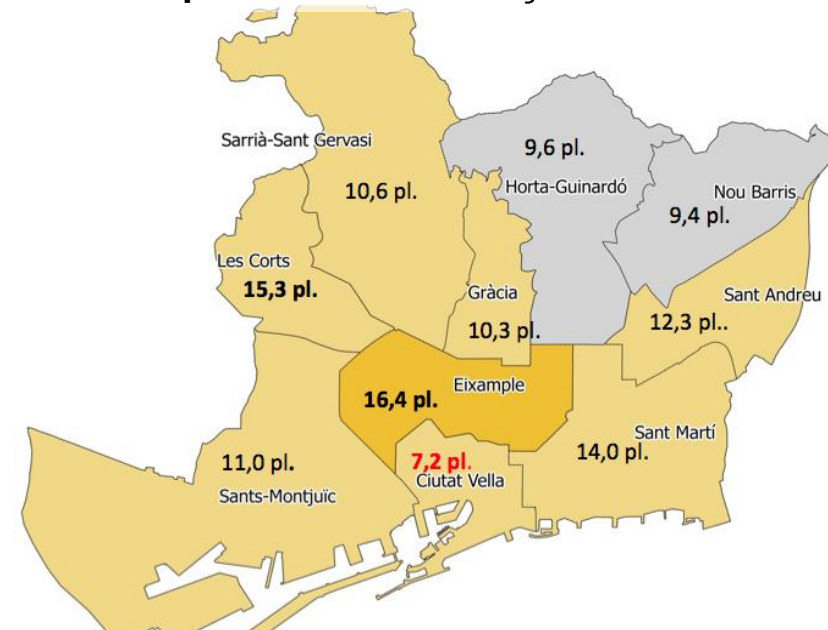 Sarrià-Sant Gervasi
10,6 pl.
9,6 pl.
Horta-Guinardó
Nou Barris
9,4 pl.
Les Corts
15,3 pl.
Gràcia
10,3 pl.
Sant Andreu
12,3 pl..
Eixample
16,4 pl.
Sant Martí
14,0 pl.
7,2 pl.
Ciutat Vella
11,0 pl.
Sants-Montjuïc